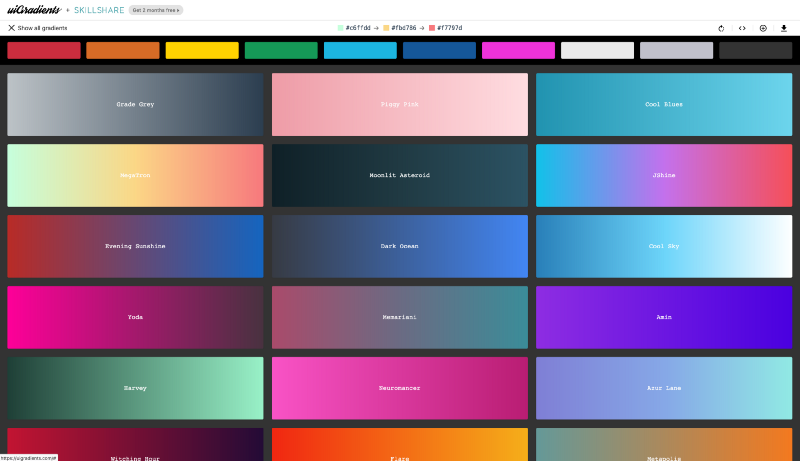 uiGradients + SKILLSHARE Get 2 months free
Show all gradients #c6ffdd → #fbd786 → #f7797d
Grade Grey Piggy Pink Cool Blues
Megatron Moonlit Asteroid JShine
Evening Sunshine Dark Ocean Cool Sky
Yoda Memariani Amin
Harvey Neuromancer Azur Lane
Witching Hour Flare Metapolis
https://uigradients.com/#